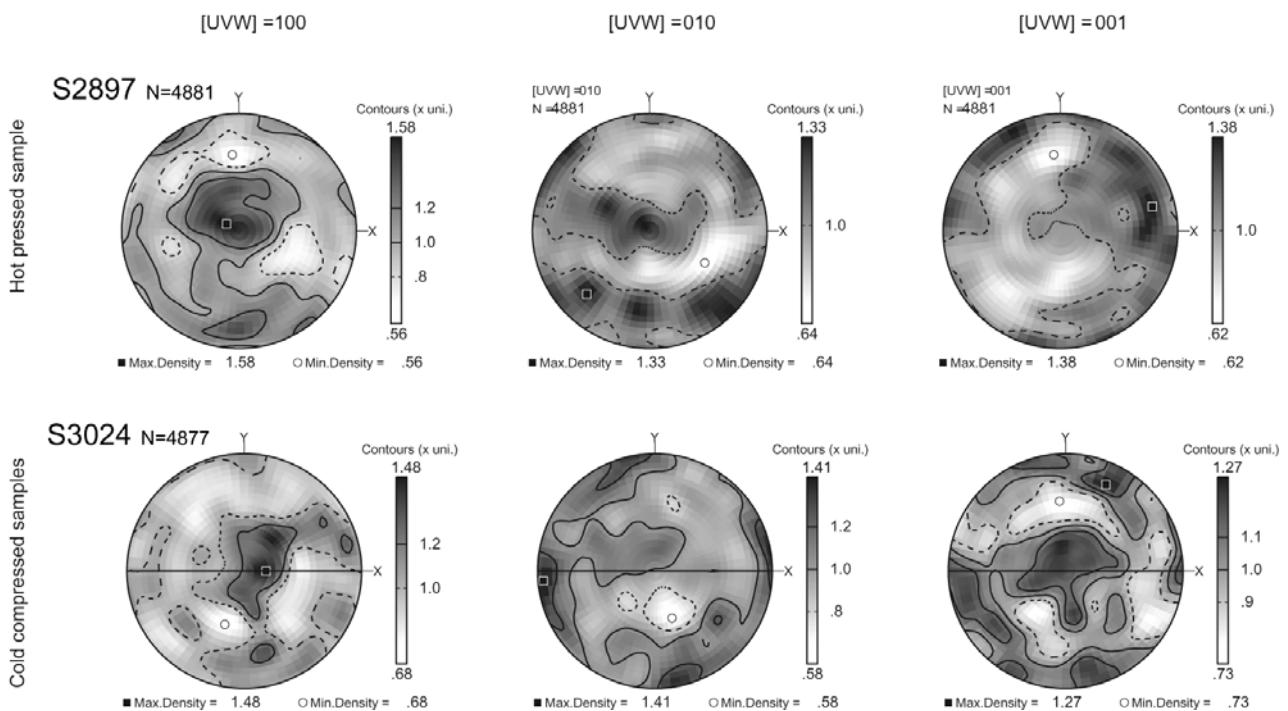 [UVW] =100
[UVW] =010
[UVW] =001
Hot pressed sample
S2897 N=4881
Y
X
Contours (x uni.)
1.58
1.2
1.0
.8
.56
■ Max.Density = 1.58 ○ Min.Density = .56
[UVW] =010
N =4881
Y
X
Contours (x uni.)
1.33
1.0
.64
■ Max.Density = 1.33 ○ Min.Density = .64
[UVW] =001
N =4881
Y
X
Contours (x uni.)
1.38
1.0
.62
■ Max.Density = 1.38 ○ Min.Density = .62
Cold compressed samples
S3024 N=4877
Y
X
Contours (x uni.)
1.48
1.2
1.0
.68
■ Max.Density = 1.48 ○ Min.Density = .68
Y
X
Contours (x uni.)
1.41
1.2
1.0
.8
.58
■ Max.Density = 1.41 ○ Min.Density = .58
Y
X
Contours (x uni.)
1.27
1.1
1.0
.9
.73
■ Max.Density = 1.27 ○ Min.Density = .73